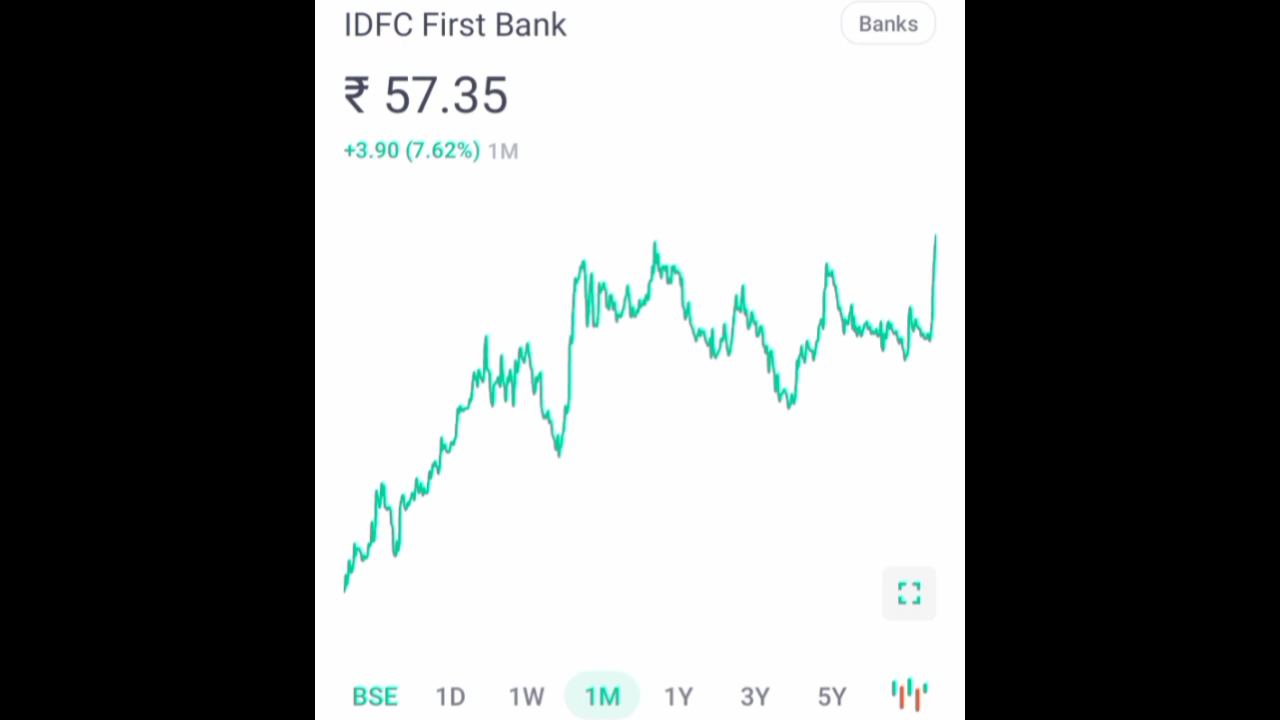 IDFC First Bank
Banks
₹ 57.35
+3.90 (7.62%) 1M
BSE 1D 1W 1M 1Y 3Y 5Y